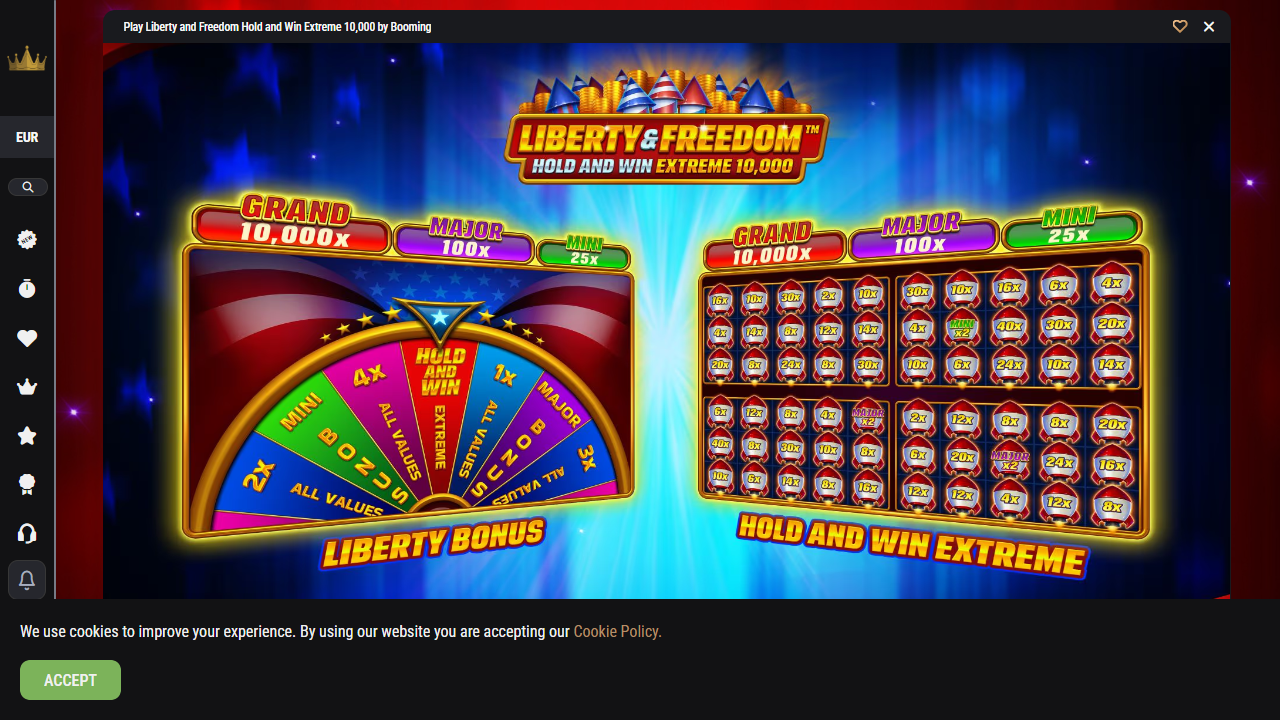 Play Liberty and Freedom Hold and Win Extreme 10,000 by Booming
EUR
NEW
LIBERTY & FREEDOM™
HOLD AND WIN EXTREME 10,000
GRAND
10,000x
MAJOR
100x
MINI
25x
GRAND
10,000x
MAJOR
100x
MINI
25x
2x ALL VALUES
MINI BONUS
4x ALL VALUES
HOLD AND WIN EXTREME
1x ALL VALUES
MAJOR BONUS
3x ALL VALUES
16x 10x 30x 2x 10x
4x 14x 8x 12x 14x
20x 8x 24x 8x 30x
30x 10x 16x 6x 4x
4x x2 40x 30x 20x
10x 6x 24x 10x 14x
6x 12x 8x 4x MAJOR x2
40x 8x 30x 10x 8x
10x 6x 14x 8x 16x
2x 12x 8x 8x 20x
6x 20x MAJOR x2 24x 16x
12x 12x 4x 12x 8x
LIBERTY BONUS
HOLD AND WIN EXTREME
We use cookies to improve your experience. By using our website you are accepting our Cookie Policy.
ACCEPT